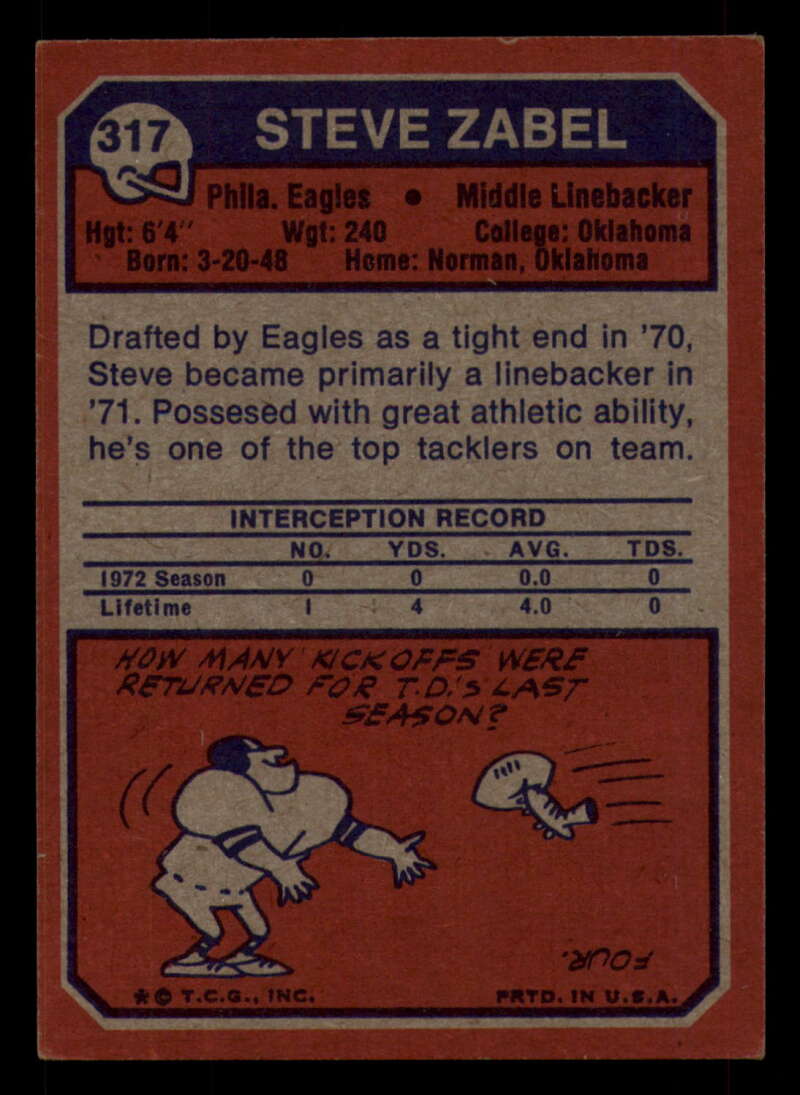 317
STEVE ZABEL
Phila. Eagles • Middle Linebacker
Hgt: 6'4" Wgt: 240 College: Oklahoma
Born: 3-20-48 Home: Norman, Oklahoma
Drafted by Eagles as a tight end in '70,
Steve became primarily a linebacker in
'71. Possesed with great athletic ability,
he's one of the top tacklers on team.
INTERCEPTION RECORD
NO. YDS. AVG. TDS.
1972 Season 0 0 0.0 0
Lifetime 1 4 4.0 0
HOW MANY KICKOFFS WERE
RETURNED FOR T.D.'S LAST
SEASON?
FOUR.
*© T.C.G., INC. PRTD. IN U.S.A.